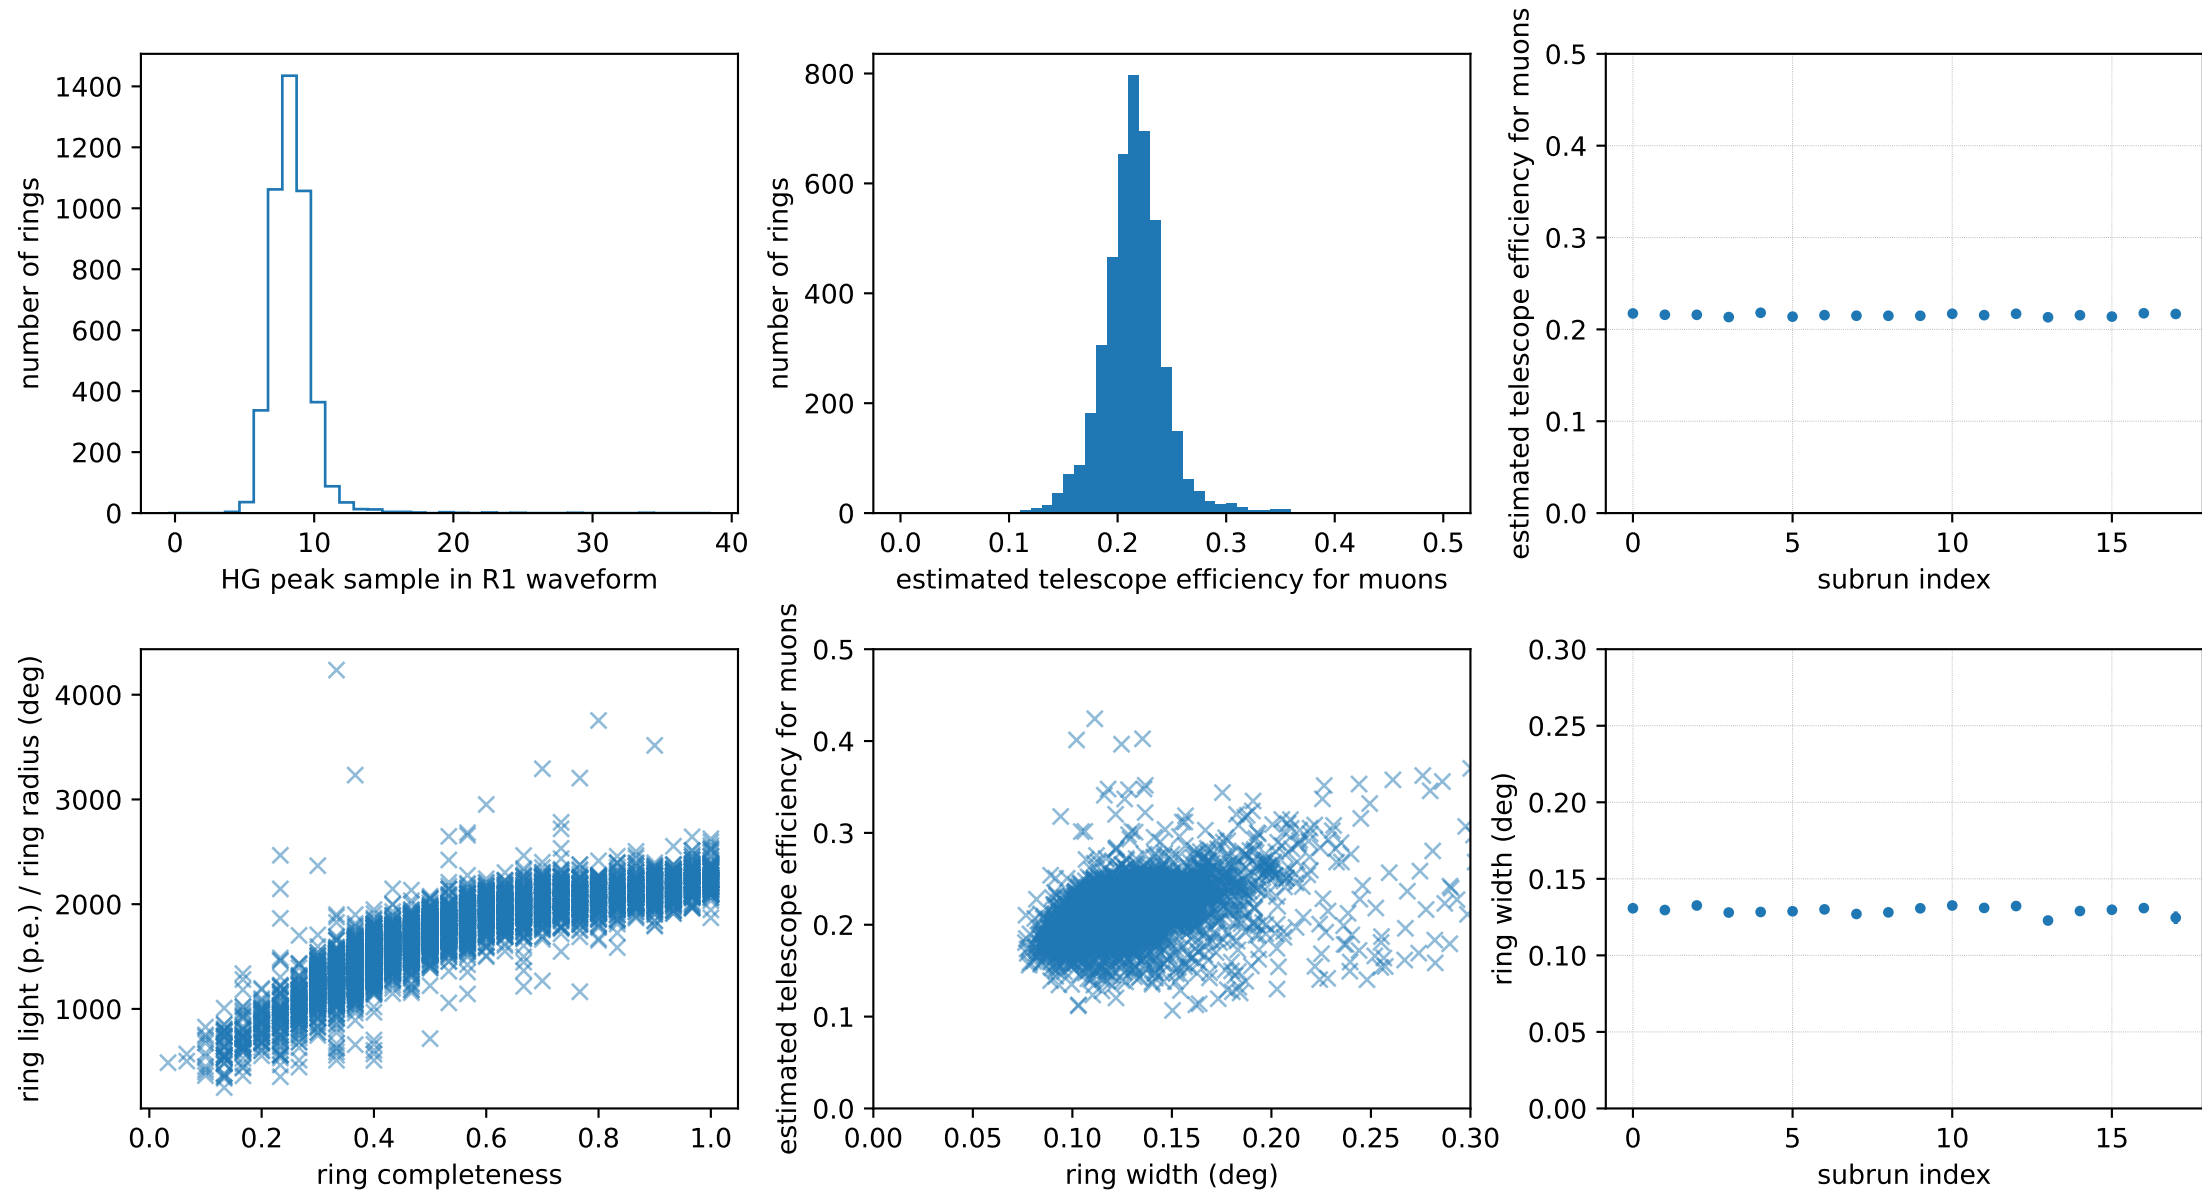 number of rings
1400
1200
1000
800
600
400
200
0
0 10 20 30 40
HG peak sample in R1 waveform
number of rings
800
600
400
200
0
0.0 0.1 0.2 0.3 0.4 0.5
estimated telescope efficiency for muons
estimated telescope efficiency for muons
0.5
0.4
0.3
0.2
0.1
0.0
0 5 10 15
subrun index
ring light (p.e.) / ring radius (deg)
4000
3000
2000
1000
0.0 0.2 0.4 0.6 0.8 1.0
ring completeness
estimated telescope efficiency for muons
0.5
0.4
0.3
0.2
0.1
0.0
0.00 0.05 0.10 0.15 0.20 0.25 0.30
ring width (deg)
ring width (deg)
0.30
0.25
0.20
0.15
0.10
0.05
0.00
0 5 10 15
subrun index